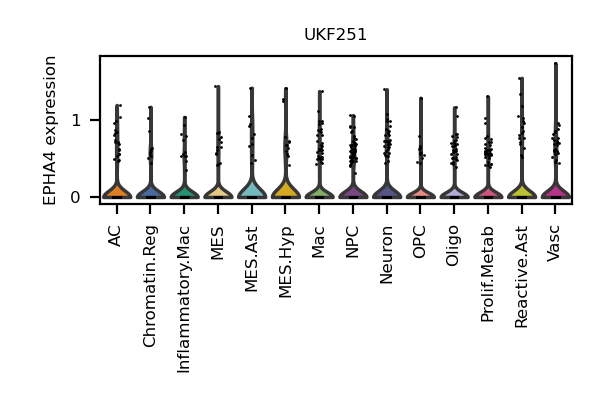 UKF251
EPHA4 expression
1
0
AC
Chromatin.Reg
Inflammatory.Mac
MES
MES.Ast
MES.Hyp
Mac
NPC
Neuron
OPC
Oligo
Prolif.Metab
Reactive.Ast
Vasc